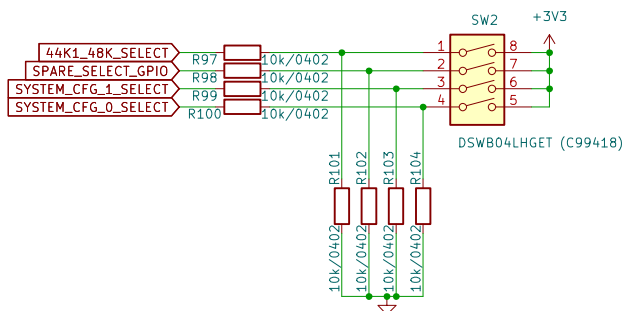 SW2
+3V3
44K1_48K_SELECT
R97
10k/0402
1
8
SPARE_SELECT_GPIO
R98
10k/0402
2
7
SYSTEM_CFG_1_SELECT
R99
10k/0402
3
6
SYSTEM_CFG_0_SELECT
R100
10k/0402
4
5
DSWB04LHGET (C99418)
R101
R102
R103
R104
10k/0402
10k/0402
10k/0402
10k/0402